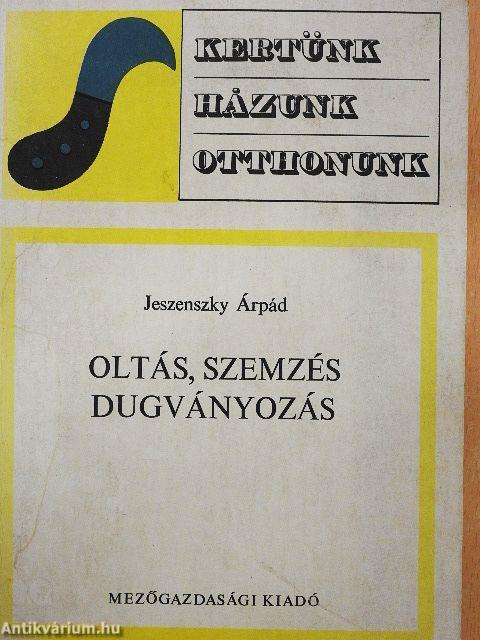 KERTÜNK
HÁZUNK
OTTHONUNK
Jeszenszky Árpád
OLTÁS, SZEMZÉS
DUGVÁNYOZÁS
MEZŐGAZDASÁGI KIADÓ
Antikvárium.hu